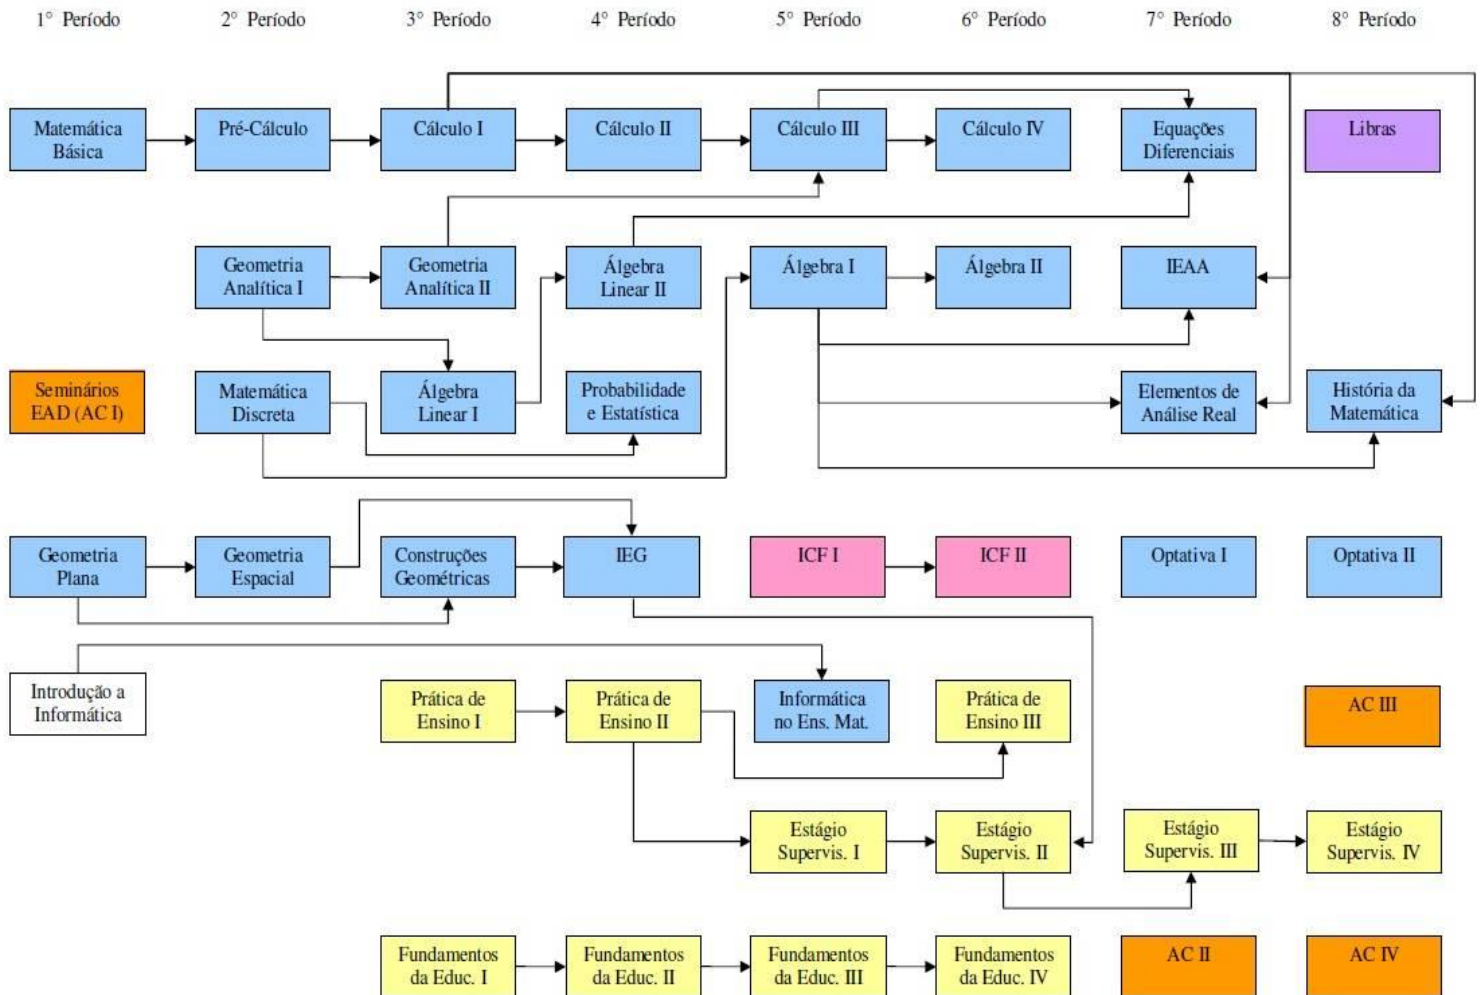 1° Período
2° Período
3° Período
4° Período
5° Período
6° Período
7° Período
8° Período
Matemática
Básica
Pré-Cálculo
Cálculo I
Cálculo II
Cálculo III
Cálculo IV
Equações
Diferenciais
Libras
Geometria
Analítica I
Geometria
Analítica II
Álgebra
Linear II
Álgebra I
Álgebra II
IEAA
Seminários
EAD (AC I)
Matemática
Discreta
Álgebra
Linear I
Probabilidade
e Estatística
Elementos de
Análise Real
História da
Matemática
Geometria
Plana
Geometria
Espacial
Construções
Geométricas
IEG
ICF I
ICF II
Optativa I
Optativa II
Introdução a
Informática
Prática de
Ensino I
Prática de
Ensino II
Informática
no Ens. Mat.
Prática de
Ensino III
AC III
Estágio
Supervis. I
Estágio
Supervis. II
Estágio
Supervis. III
Estágio
Supervis. IV
Fundamentos
da Educ. I
Fundamentos
da Educ. II
Fundamentos
da Educ. III
Fundamentos
da Educ. IV
AC II
AC IV